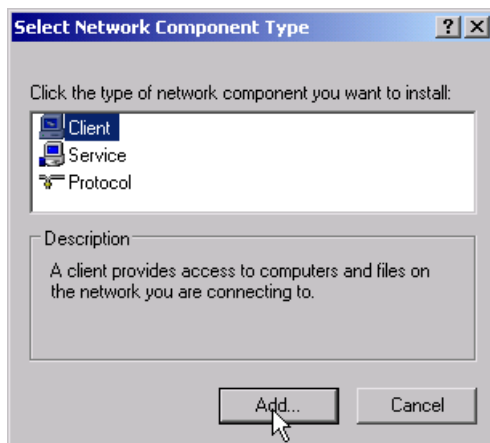 Select Network Component Type
Click the type of network component you want to install:
Client
Service
Protocol
Description
A client provides access to computers and files on
the network you are connecting to.
Add... Cancel